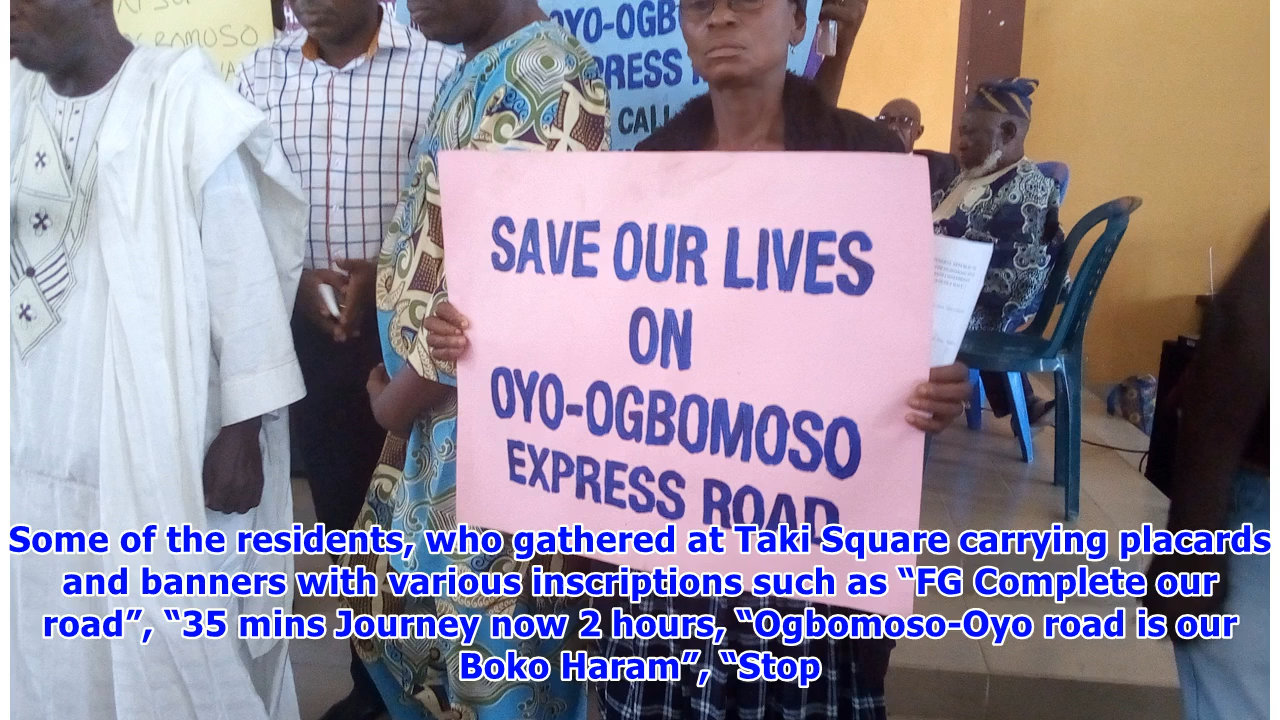 OGBOMOSO
OYO-OGB
PRESS
CALL
SAVE OUR LIVES
ON
OYO-OGBOMOSO
EXPRESS ROAD
Some of the residents, who gathered at Taki Square carrying placards
and banners with various inscriptions such as “FG Complete our
road”, “35 mins Journey now 2 hours, “Ogbomoso-Oyo road is our
Boko Haram”, “Stop